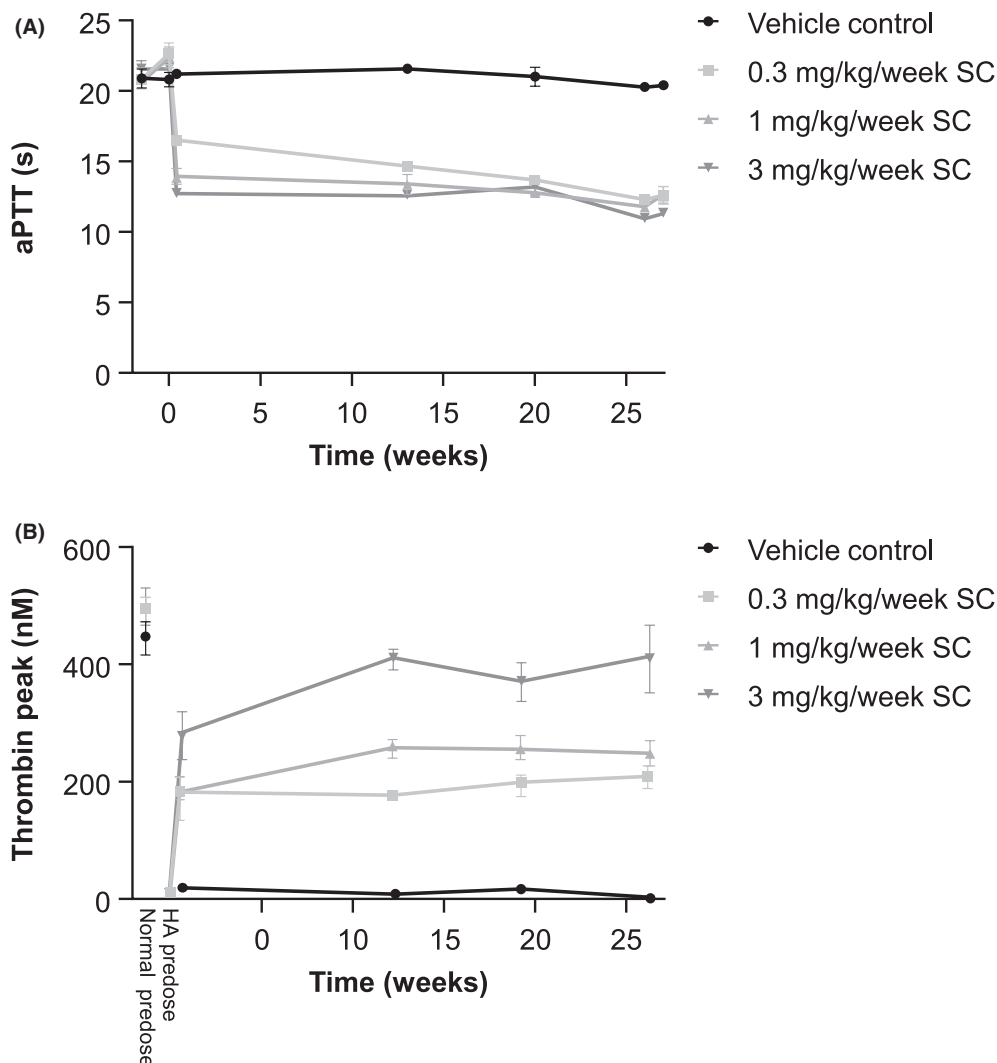 (A)
25
20
15
10
5
0
aPTT (s)
0 5 10 15 20 25
Time (weeks)
Vehicle control
0.3 mg/kg/week SC
1 mg/kg/week SC
3 mg/kg/week SC
(B)
600
400
200
0
Thrombin peak (nM)
Normal predose
HA predose
0 10 15 20 25
Time (weeks)
Vehicle control
0.3 mg/kg/week SC
1 mg/kg/week SC
3 mg/kg/week SC